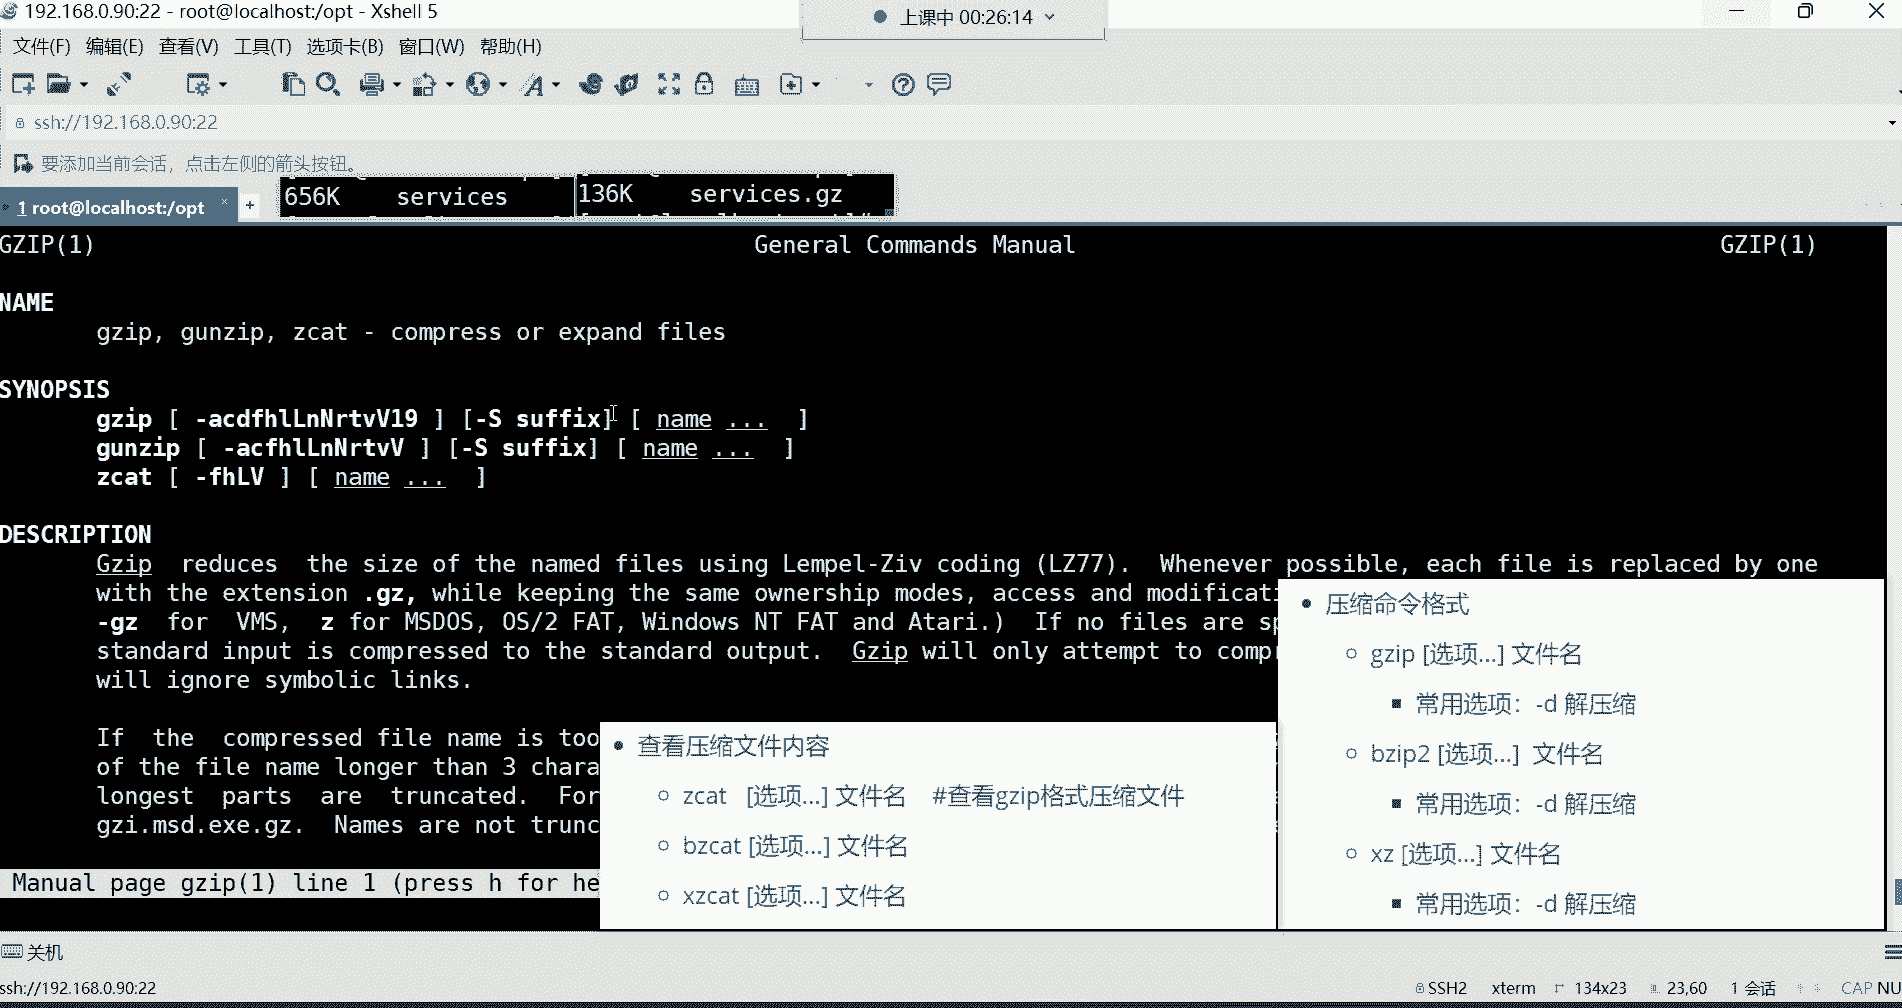 192.168.0.90:22 - root@localhost:/opt - Xshell 5
上课中 00:26:14
文件(F) 编辑(E) 查看(V) 工具(T) 选项卡(B) 窗口(W) 帮助(H)
ssh://192.168.0.90:22
要添加当前会话，点击左侧的箭头按钮。
1 root@localhost:/opt
656K services
136K services.gz
GZIP(1) General Commands Manual GZIP(1)
NAME
gzip, gunzip, zcat - compress or expand files
SYNOPSIS
gzip [ -acdfhlLnNrtvV19 ] [-S suffix] [ name ... ]
gunzip [ -acfhlLnNrtvV ] [-S suffix] [ name ... ]
zcat [ -fhLV ] [ name ... ]
DESCRIPTION
Gzip reduces the size of the named files using Lempel-Ziv coding (LZ77). Whenever possible, each file is replaced by one
with the extension .gz, while keeping the same ownership modes, access and modificati
-gz for VMS, z for MSDOS, OS/2 FAT, Windows NT FAT and Atari.) If no files are sp
standard input is compressed to the standard output. Gzip will only attempt to compr
will ignore symbolic links.
If the compressed file name is too
of the file name longer than 3 chara
longest parts are truncated. For
gzi.msd.exe.gz. Names are not trunc
Manual page gzip(1) line 1 (press h for he
查看压缩文件内容
zcat [选项...] 文件名 #查看gzip格式压缩文件
bzcat [选项...] 文件名
xzcat [选项...] 文件名
压缩命令格式
gzip [选项...] 文件名
常用选项：-d 解压缩
bzip2 [选项...] 文件名
常用选项：-d 解压缩
xz [选项...] 文件名
常用选项：-d 解压缩
关机
ssh://192.168.0.90:22
SSH2 xterm 134x23 23,60 1 会话 CAP NU